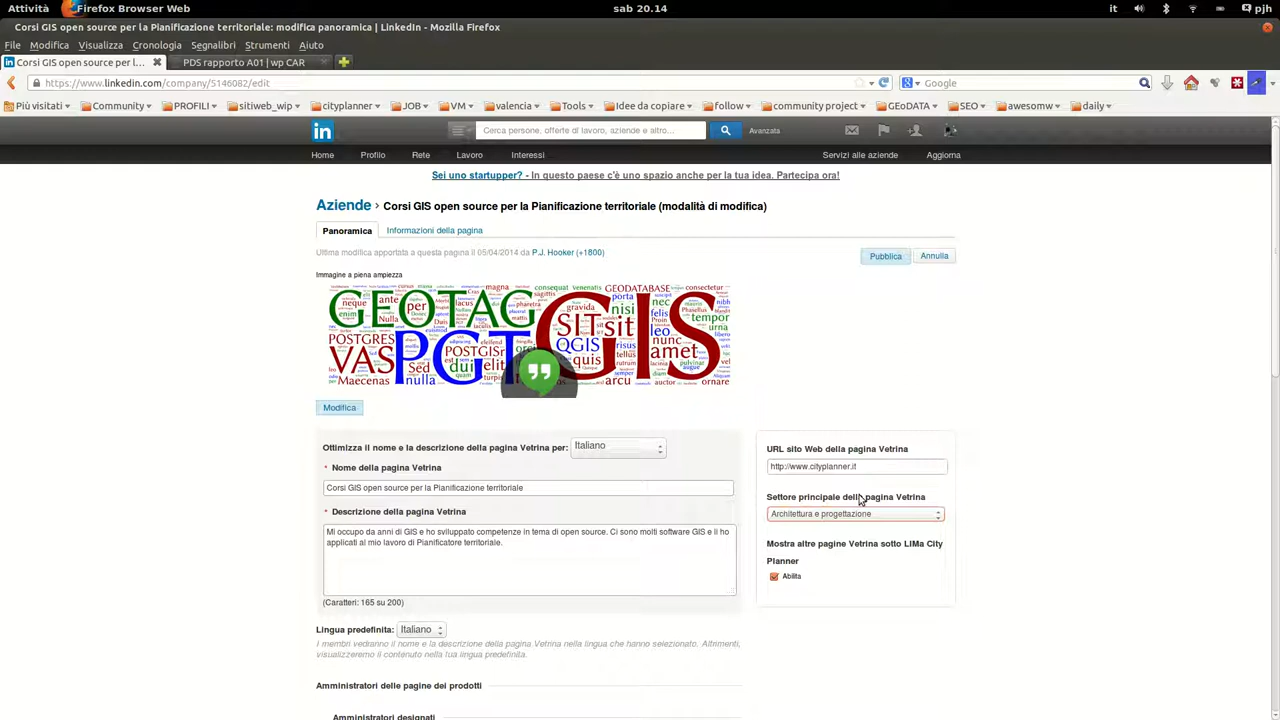 Attività Firefox Browser Web sab 20.14 it pjh
Corsi GIS open source per la Pianificazione territoriale: modifica panoramica | LinkedIn - Mozilla Firefox
File Modifica Visualizza Cronologia Segnalibri Strumenti Aiuto
Corsi GIS open source per l... PDS rapporto A01 | wp CAR
https://www.linkedin.com/company/5146082/edit Google
Più visitati Community PROFILI sitiweb_wip cityplanner JOB VM valencia Tools Idee da copiare follow community project GEoDATA SEO awesomw daily
in Cerca persone, offerte di lavoro, aziende e altro... Avanzata
Home Profilo Rete Lavoro Interessi Servizi alle aziende Aggiorna
Sei uno startupper? - In questo paese c'è uno spazio anche per la tua idea. Partecipa ora!
Aziende › Corsi GIS open source per la Pianificazione territoriale (modalità di modifica)
Panoramica Informazioni della pagina
Ultima modifica apportata a questa pagina il 05/04/2014 da P.J. Hooker (+1800) Pubblica Annulla
Immagine a piena ampiezza
GEOTAG GIS
POSTGRES VAS PGT
SIT sit QGIS quis
GEODATABASE consectetur
Maecenas nulla arcu auctor ornare
Modifica
Ottimizza il nome e la descrizione della pagina Vetrina per: Italiano
Nome della pagina Vetrina
Corsi GIS open source per la Pianificazione territoriale
* Descrizione della pagina Vetrina
Mi occupo da anni di GIS e ho sviluppato competenze in tema di open source. Ci sono molti software GIS e li ho
applicati al mio lavoro di Pianificatore territoriale.
(Caratteri: 165 su 200)
URL sito Web della pagina Vetrina
http://www.cityplanner.it
Settore principale della pagina Vetrina
Architettura e progettazione
Mostra altre pagine Vetrina sotto LIMa City
Planner
Abilita
Lingua predefinita: Italiano
I membri vedranno il nome e la descrizione della pagina Vetrina nella lingua che hanno selezionato. Altrimenti,
visualizzeremo il contenuto nella tua lingua predefinita.
Amministratori delle pagine dei prodotti
Amministratori designati